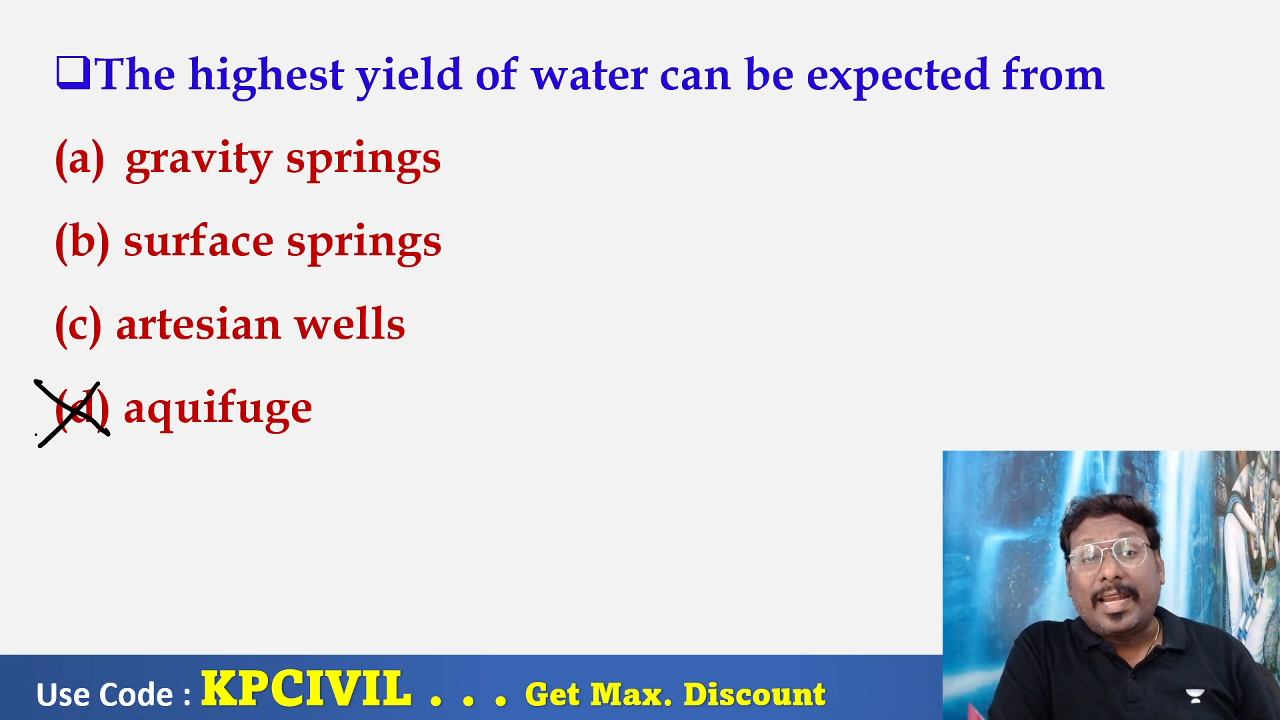 ❑The highest yield of water can be expected from
(a) gravity springs
(b) surface springs
(c) artesian wells
(d) aquifuge
Use Code : KPCIVIL . . . Get Max. Discount